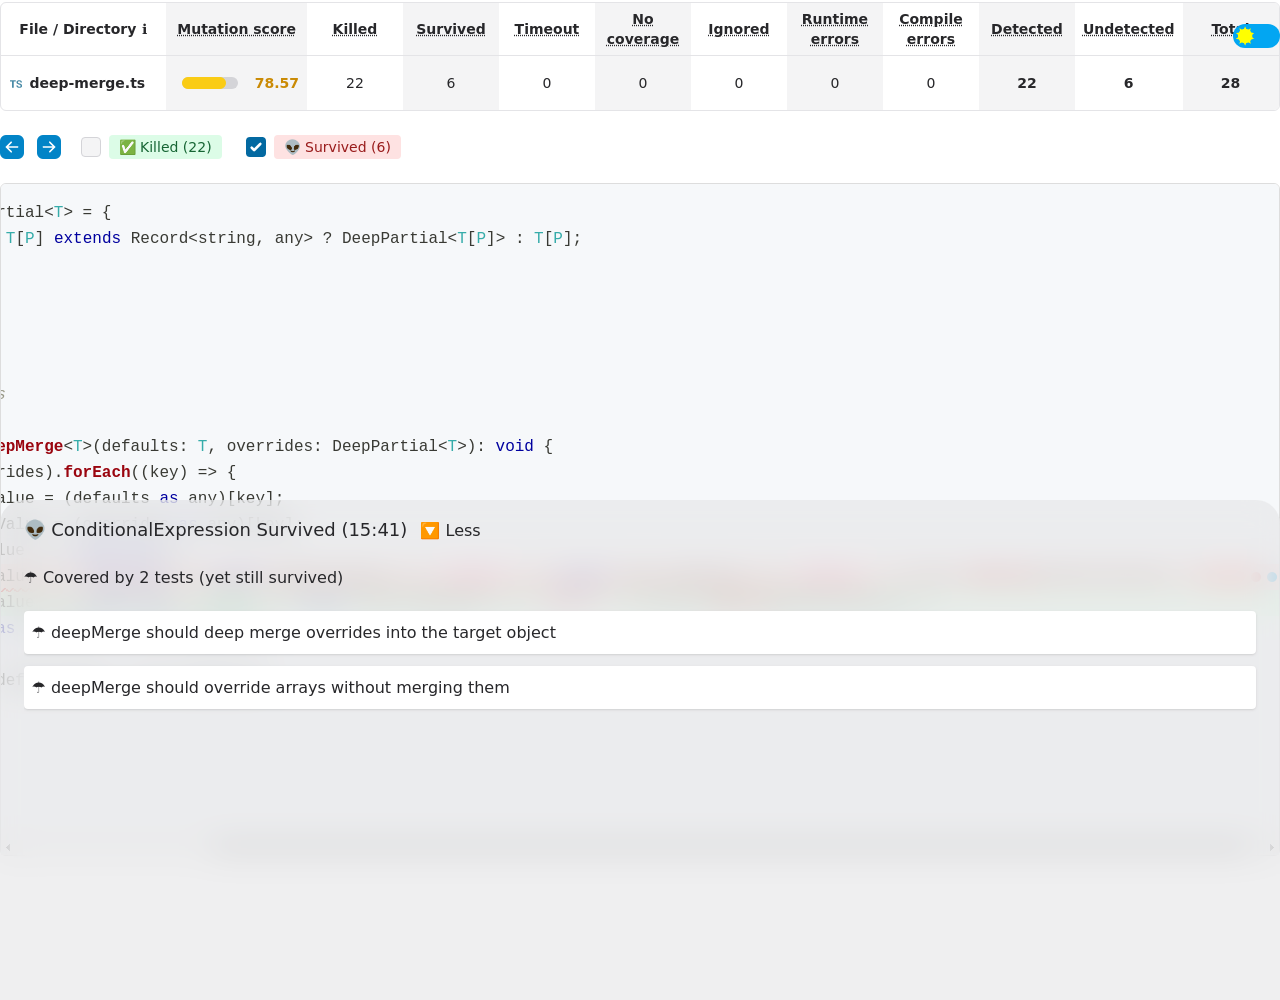 File / Directory ℹ Mutation score Killed Survived Timeout No coverage Ignored Runtime errors Compile errors Detected Undetected
TS deep-merge.ts 78.57 22 6 0 0 0 0 0 22 6 28
✅ Killed (22) 👽 Survived (6)
rtial<T> = {
T[P] extends Record<string, any> ? DeepPartial<T[P]> : T[P];
s
epMerge<T>(defaults: T, overrides: DeepPartial<T>): void {
rides).forEach((key) => {
alue = (defaults as any)[key];
👽 ConditionalExpression Survived (15:41) 🔽 Less
☂ Covered by 2 tests (yet still survived)
as
☂ deepMerge should deep merge overrides into the target object
☂ deepMerge should override arrays without merging them